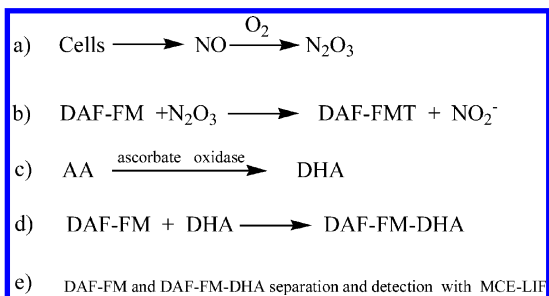 a) Cells ⟶ NO ⟶ N₂O₃
O₂
b) DAF-FM +N₂O₃ ⟶ DAF-FMT + NO₂⁻
ascorbate oxidase
c) AA ⟶ DHA
d) DAF-FM + DHA ⟶ DAF-FM-DHA
e) DAF-FM and DAF-FM-DHA separation and detection with MCE-LIF